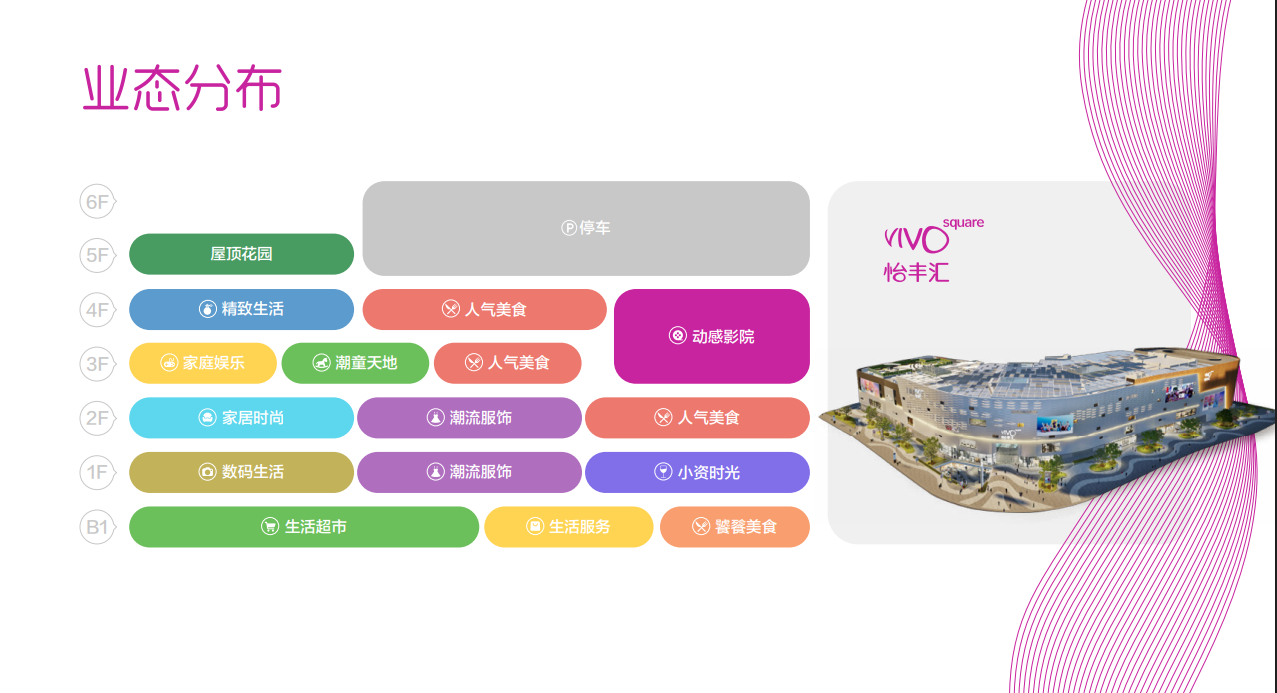 业态分布
6F
P停车
5F
屋顶花园
4F
精致生活
人气美食
动感影院
3F
家庭娱乐
潮童天地
人气美食
2F
家居时尚
潮流服饰
人气美食
1F
数码生活
潮流服饰
小资时光
B1
生活超市
生活服务
饕餮美食
VIVO square
怡丰汇